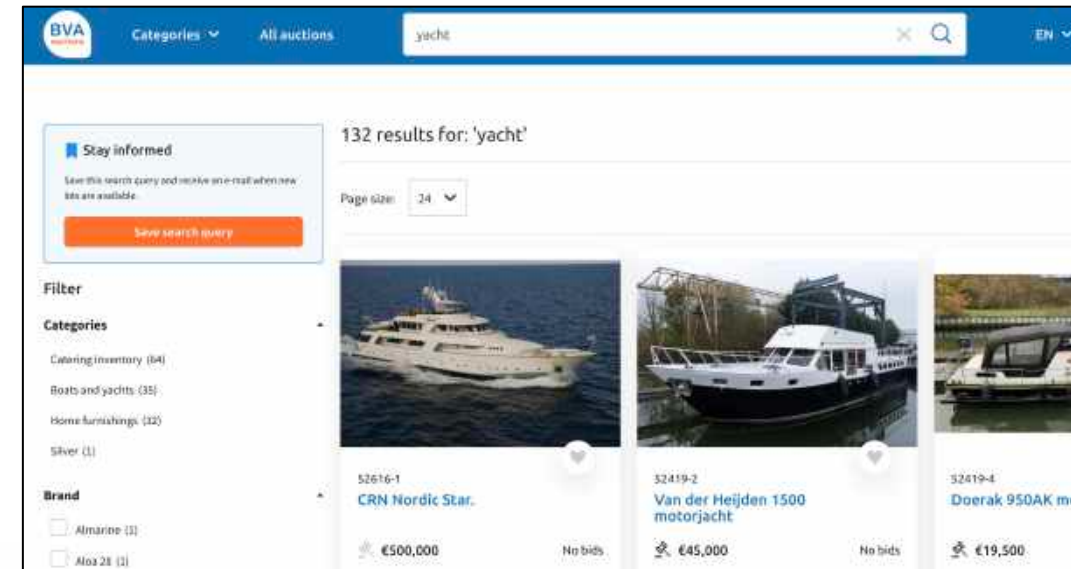 BVA
Categories
All auctions
yacht
EN
Stay informed
Save this search query and receive an e-mail when new
lots are available.
Save search query
132 results for: 'yacht'
Page size:
24
Filter
Categories
Catering inventory (64)
Boats and yachts (35)
Home furnishings (32)
Silver (1)
Brand
Almarine (1)
Aloa 28 (1)
52616-1
CRN Nordic Star.
€500,000
No bids
52419-2
Van der Heijden 1500
motorjacht
€45,000
No bids
52419-4
Doerak 950AK m
€19,500